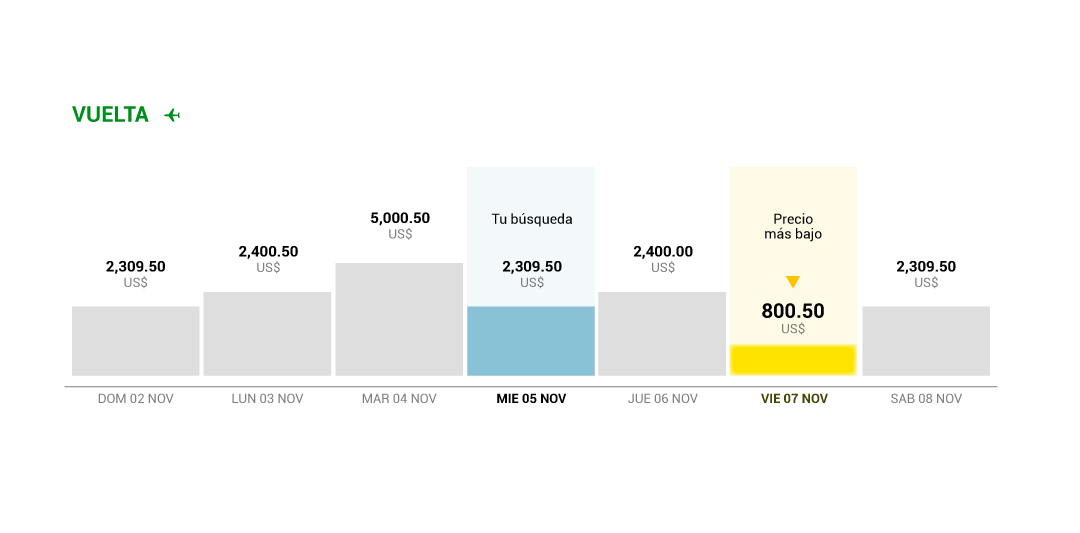 VUELTA
2,309.50
US$
2,400.50
US$
5,000.50
US$
Tu búsqueda
2,309.50
US$
2,400.00
US$
Precio
más bajo
800.50
US$
2,309.50
US$
DOM 02 NOV
LUN 03 NOV
MAR 04 NOV
MIE 05 NOV
JUE 06 NOV
VIE 07 NOV
SAB 08 NOV